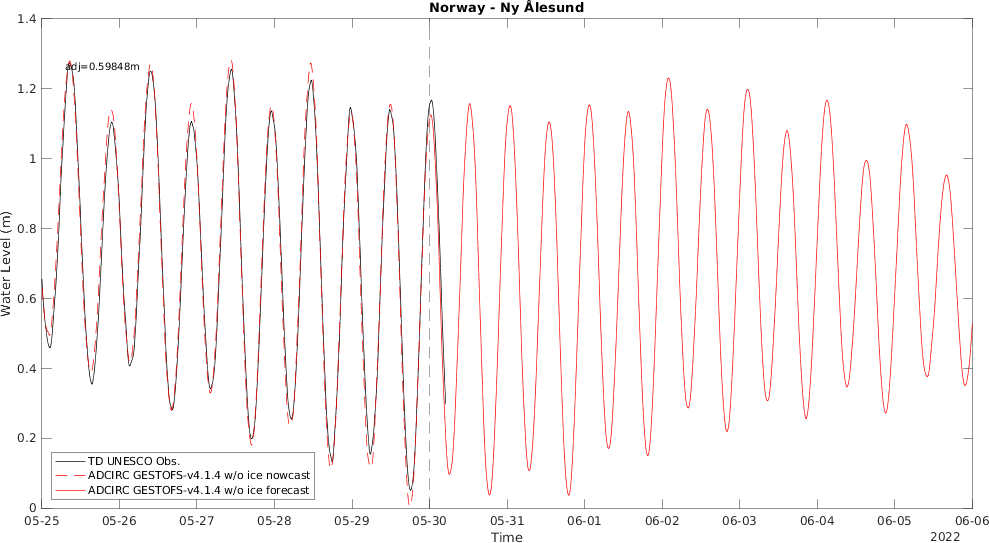 Norway - Ny Ålesund
1.4
1.2
1
0.8
0.6
0.4
0.2
0
Water Level (m)
adj=0.59848m
TD UNESCO Obs.
ADCIRC GESTOFS-v4.1.4 w/o ice nowcast
ADCIRC GESTOFS-v4.1.4 w/o ice forecast
05-25 05-26 05-27 05-28 05-29 05-30 05-31 06-01 06-02 06-03 06-04 06-05 06-06
Time
2022